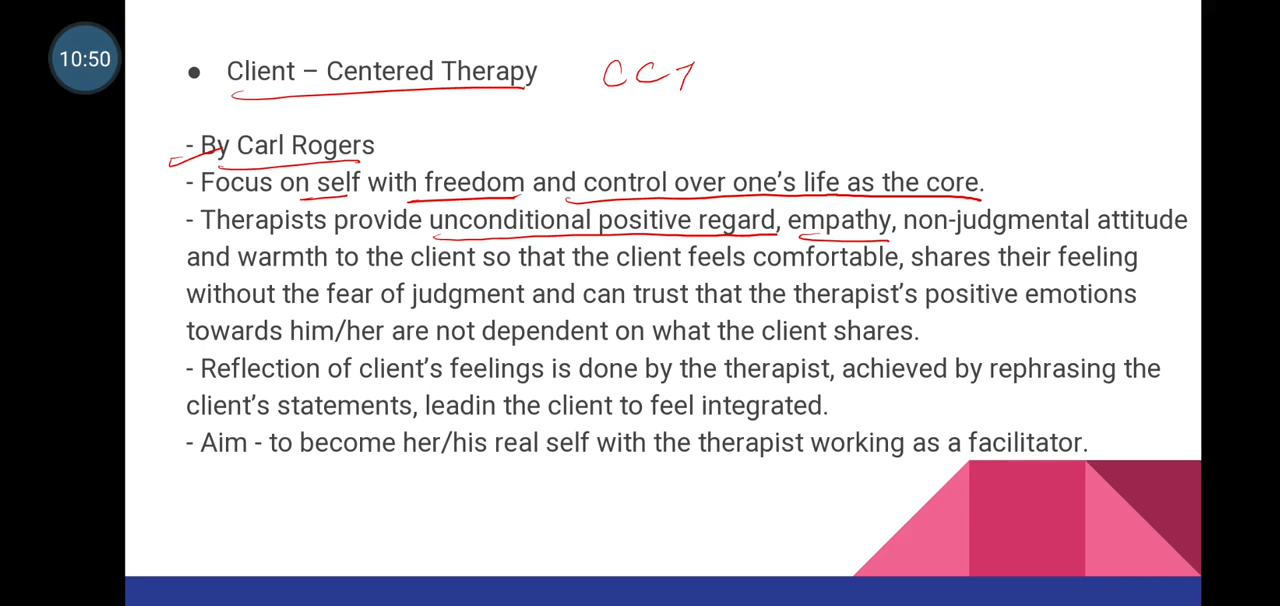 10:50
● Client – Centered Therapy CCT
- By Carl Rogers
- Focus on self with freedom and control over one's life as the core.
- Therapists provide unconditional positive regard, empathy, non-judgmental attitude
and warmth to the client so that the client feels comfortable, shares their feeling
without the fear of judgment and can trust that the therapist's positive emotions
towards him/her are not dependent on what the client shares.
- Reflection of client's feelings is done by the therapist, achieved by rephrasing the
client's statements, leadin the client to feel integrated.
- Aim - to become her/his real self with the therapist working as a facilitator.